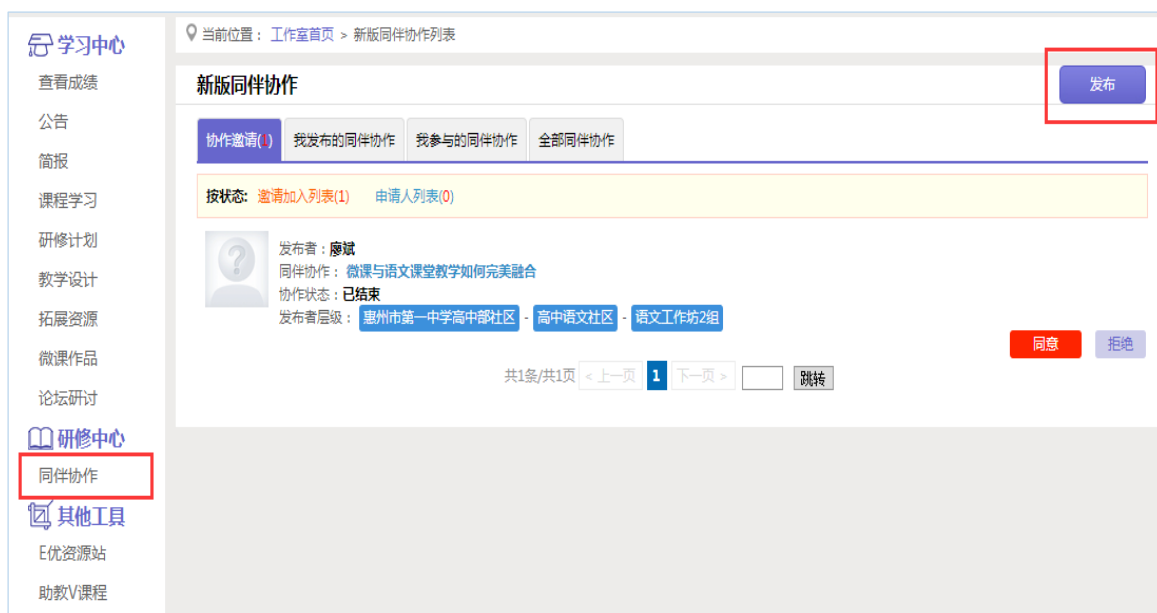 学习中心
查看成绩
公告
简报
课程学习
研修计划
教学设计
拓展资源
微课作品
论坛研讨
研修中心
同伴协作
其他工具
E优资源站
助教V课程
当前位置： 工作室首页 > 新版同伴协作列表
新版同伴协作
发布
协作邀请(1) 我发布的同伴协作 我参与的同伴协作 全部同伴协作
按状态: 邀请加入列表(1) 申请人列表(0)
发布者：廖斌
同伴协作： 微课与语文课堂教学如何完美融合
协作状态：已结束
发布者层级： 惠州市第一中学高中部社区 - 高中语文社区 - 语文工作坊2组
同意 拒绝
共1条/共1页 < 上一页 1 下一页 > 跳转